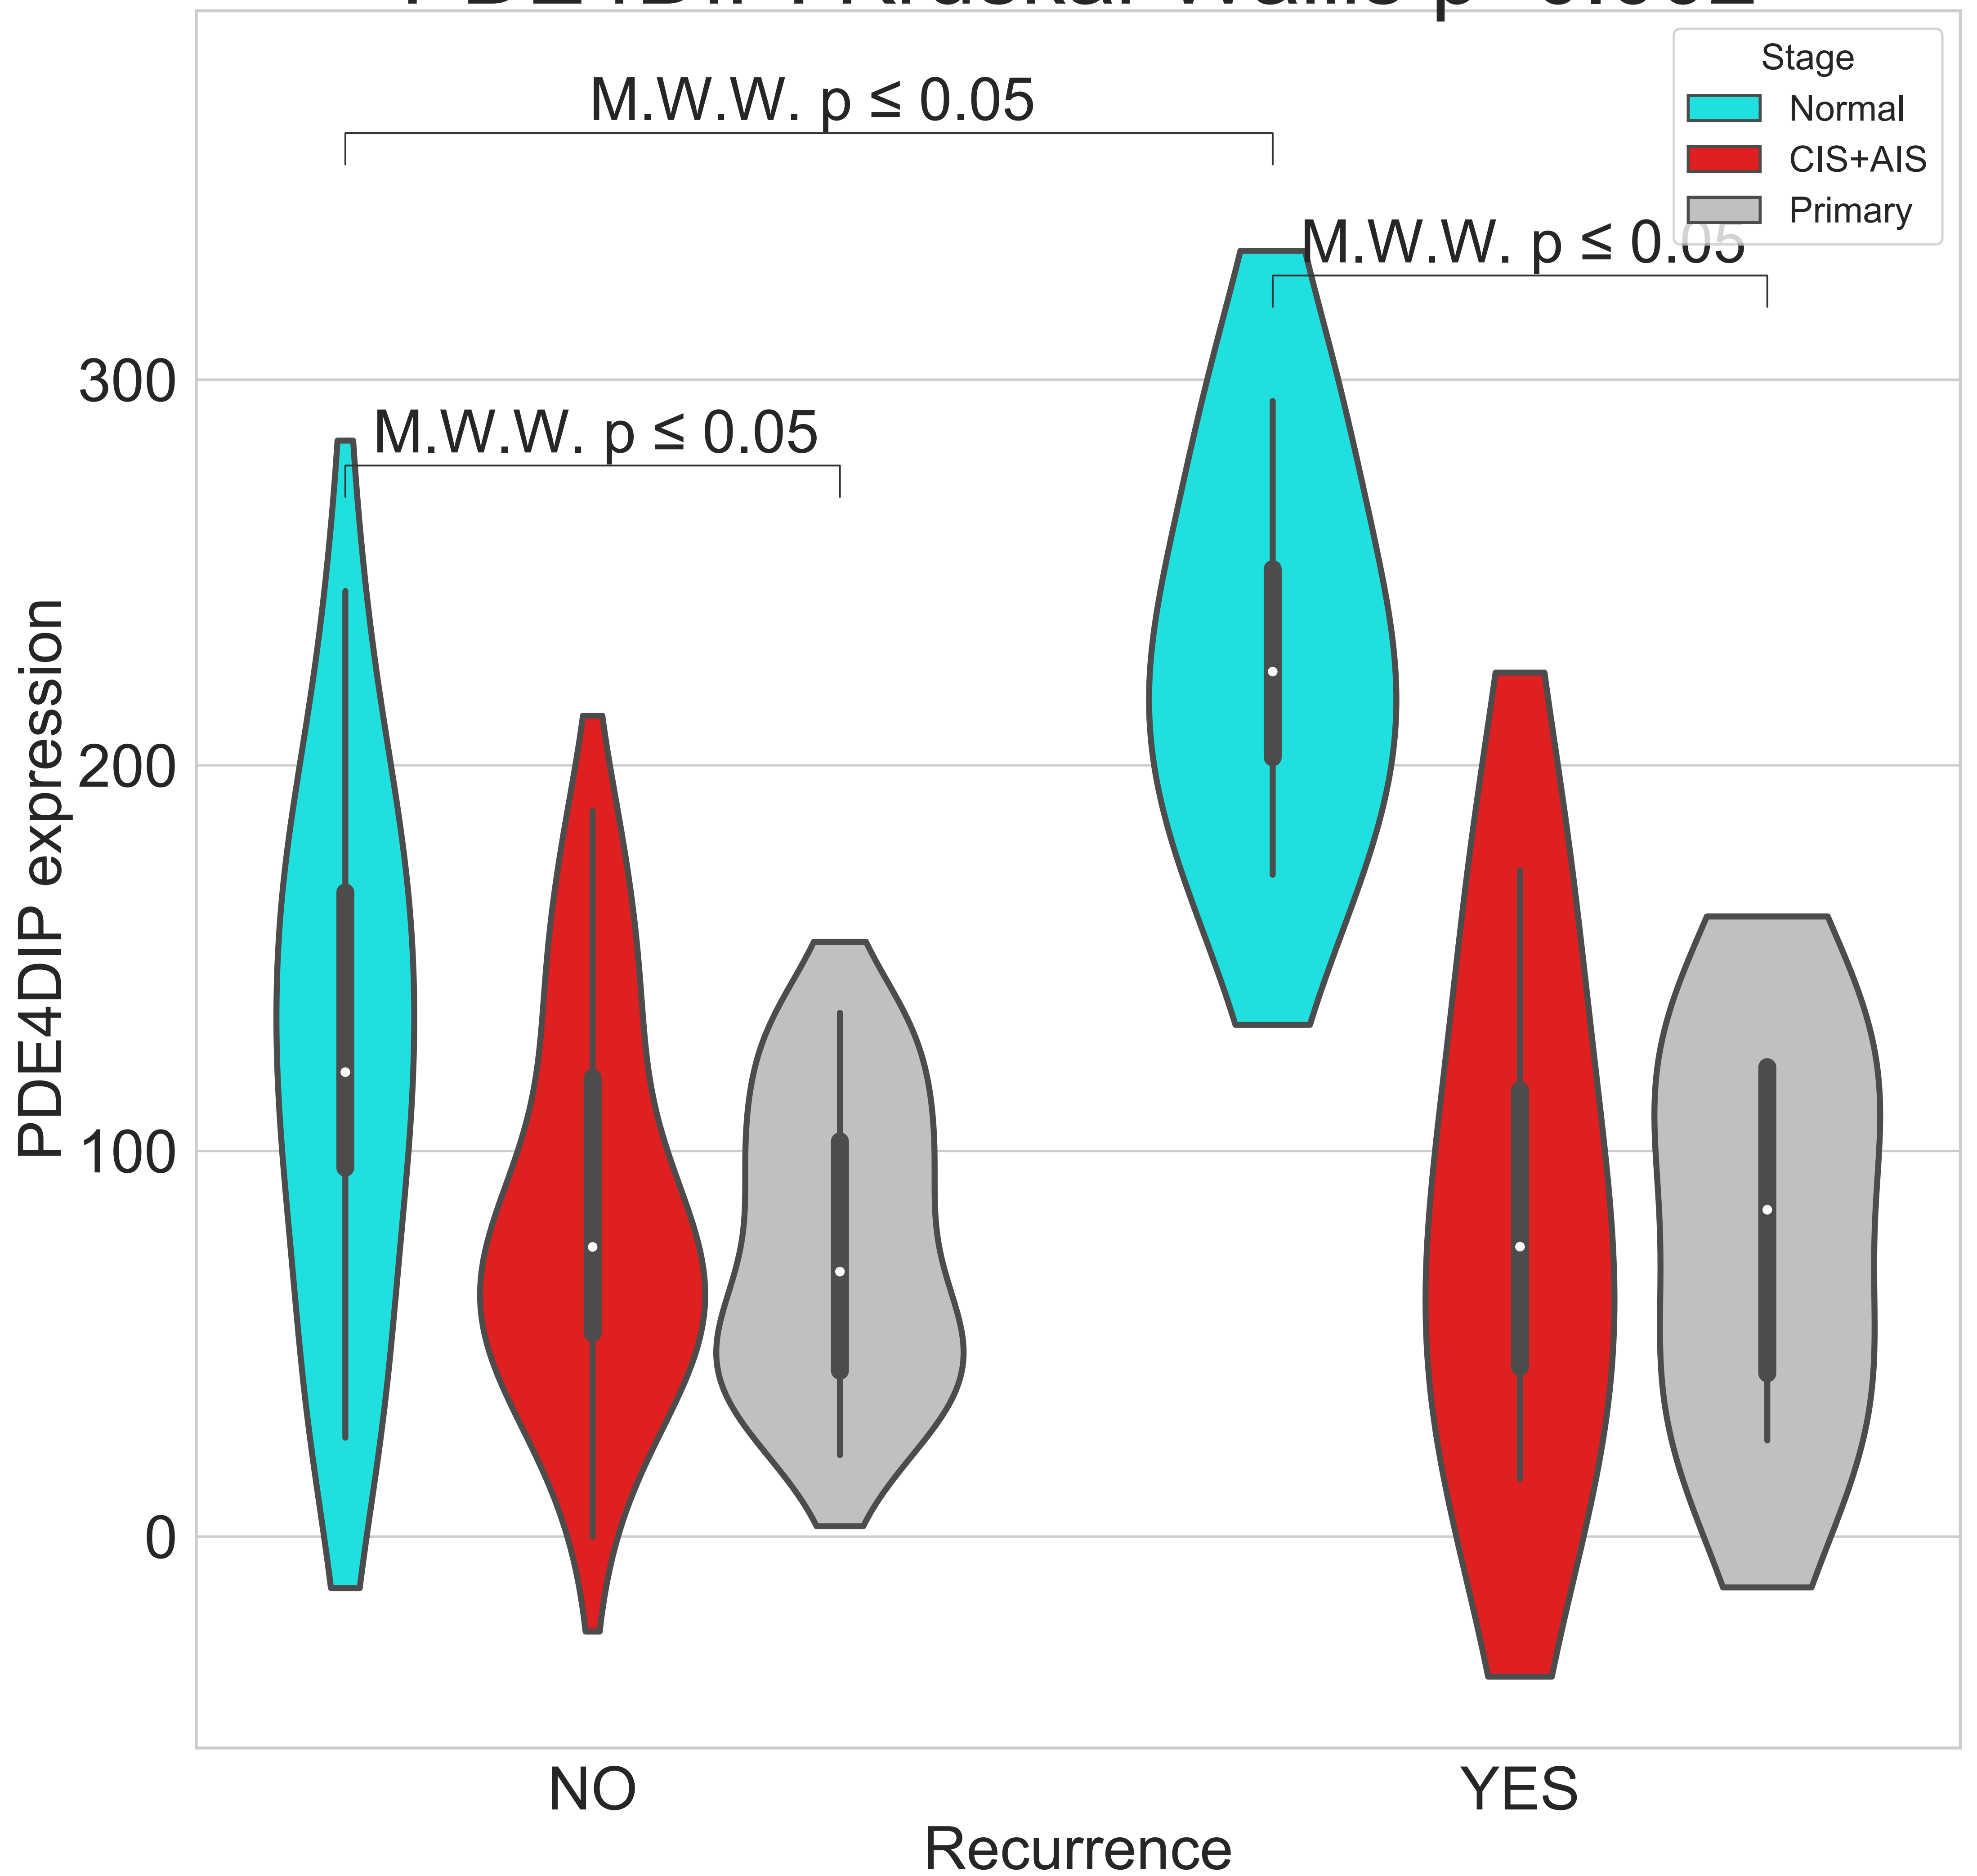 M.W.W. p ≤ 0.05
Stage
Normal
CIS+AIS
Primary
M.W.W. p ≤ 0.05
M.W.W. p ≤ 0.05
300
200
100
0
PDE4DIP expression
NO
YES
Recurrence